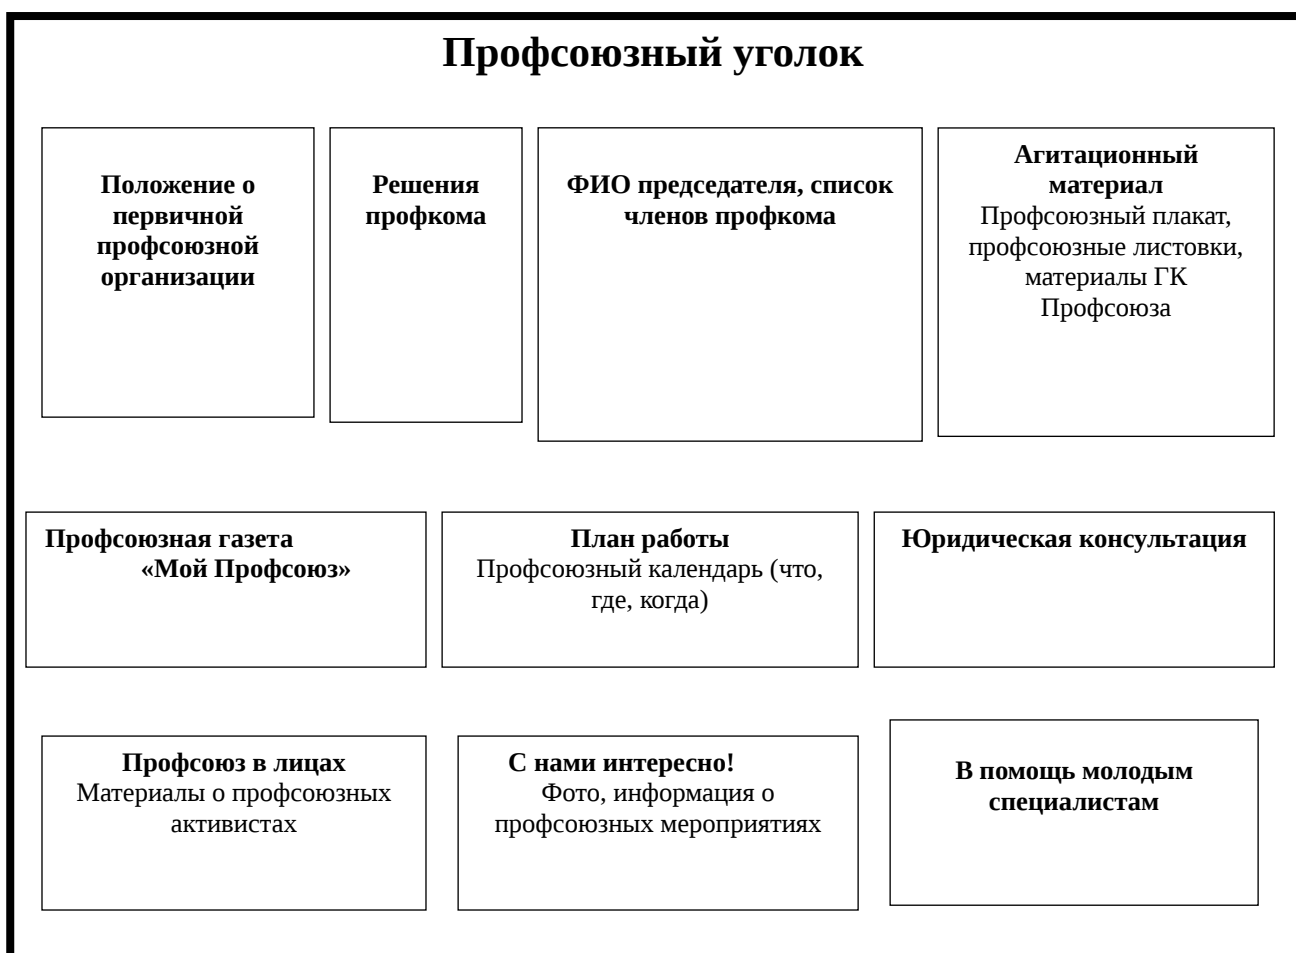 Профсоюзный уголок
Положение о
первичной
профсоюзной
организации
Решения
профкома
ФИО председателя, список
членов профкома
Агитационный
материал
Профсоюзный плакат,
профсоюзные листовки,
материалы ГК
Профсоюза
Профсоюзная газета
«Мой Профсоюз»
План работы
Профсоюзный календарь (что,
где, когда)
Юридическая консультация
Профсоюз в лицах
Материалы о профсоюзных
активистах
С нами интересно!
Фото, информация о
профсоюзных мероприятиях
В помощь молодым
специалистам